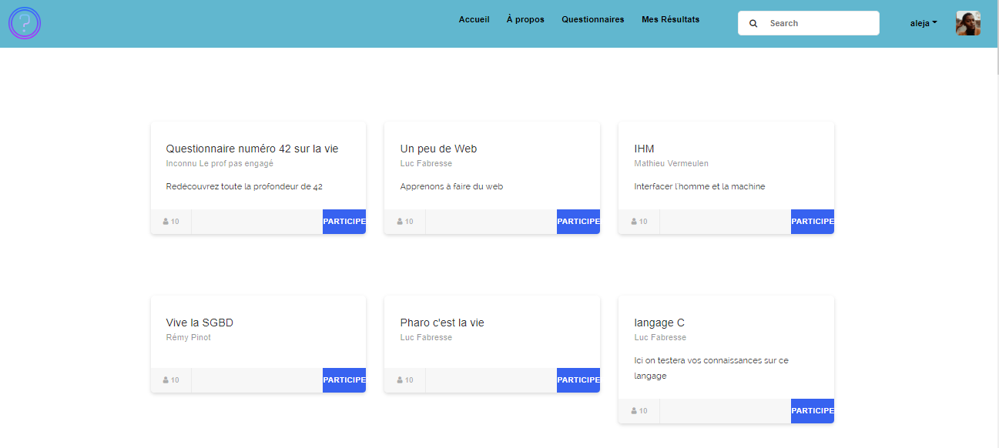 ?
Accueil À propos Questionnaires Mes Résultats Search aleja
Questionnaire numéro 42 sur la vie
Inconnu Le prof pas engagé
Redécouvrez toute la profondeur de 42
10 PARTICIPE
Un peu de Web
Luc Fabresse
Apprenons à faire du web
10 PARTICIPE
IHM
Mathieu Vermeulen
Interfacer l'homme et la machine
10 PARTICIPE
Vive la SGBD
Rémy Pinot
10 PARTICIPE
Pharo c'est la vie
Luc Fabresse
10 PARTICIPE
langage C
Luc Fabresse
Ici on testera vos connaissances sur ce
langage
10 PARTICIPE